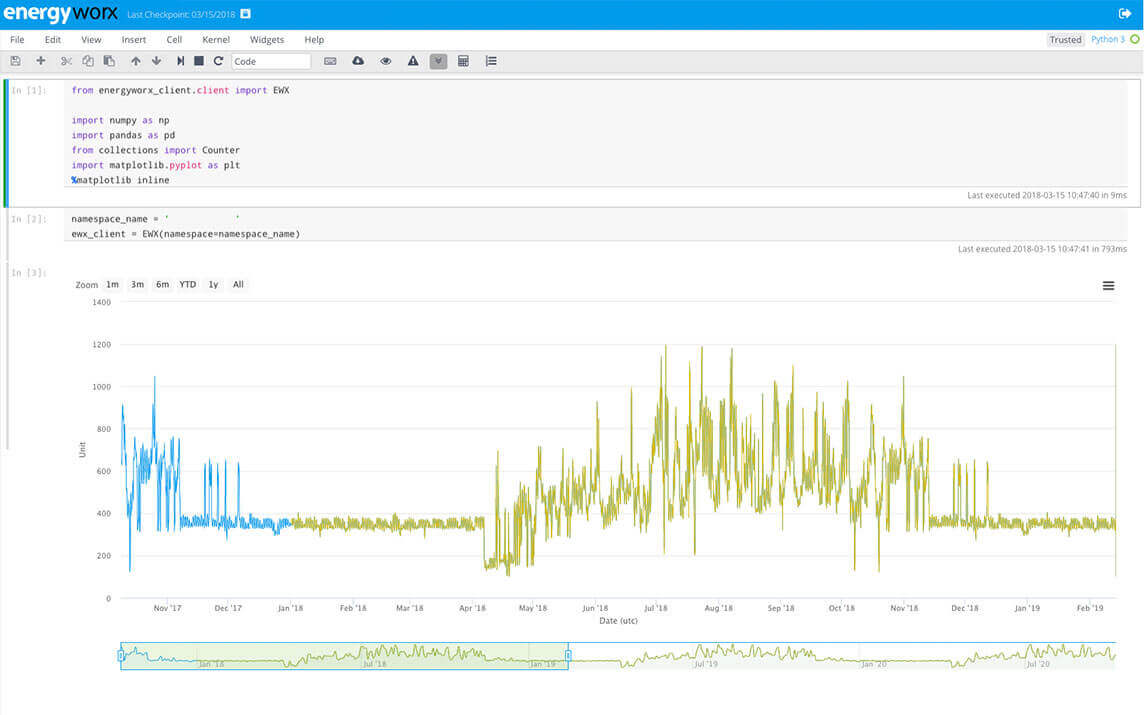 energyworx Last Checkpoint: 03/15/2018
File Edit View Insert Cell Kernel Widgets Help Trusted Python 3
Code
In [1]:
from energyworx_client.client import EWX
import numpy as np
import pandas as pd
from collections import Counter
import matplotlib.pyplot as plt
%matplotlib inline
Last executed 2018-03-15 10:47:40 in 9ms
In [2]:
namespace_name = ' '
ewx_client = EWX(namespace=namespace_name)
Last executed 2018-03-15 10:47:41 in 793ms
In [3]:
Zoom 1m 3m 6m YTD 1y All
1400
1200
1000
800
600
400
200
0
Unit
Nov '17 Dec '17 Jan '18 Feb '18 Mar '18 Apr '18 May '18 Jun '18 Jul '18 Aug '18 Sep '18 Oct '18 Nov '18 Dec '18 Jan '19 Feb '19
Date (utc)
Jan '18 Jul '18 Jan '19 Jul '19 Jan '20 Jul '20